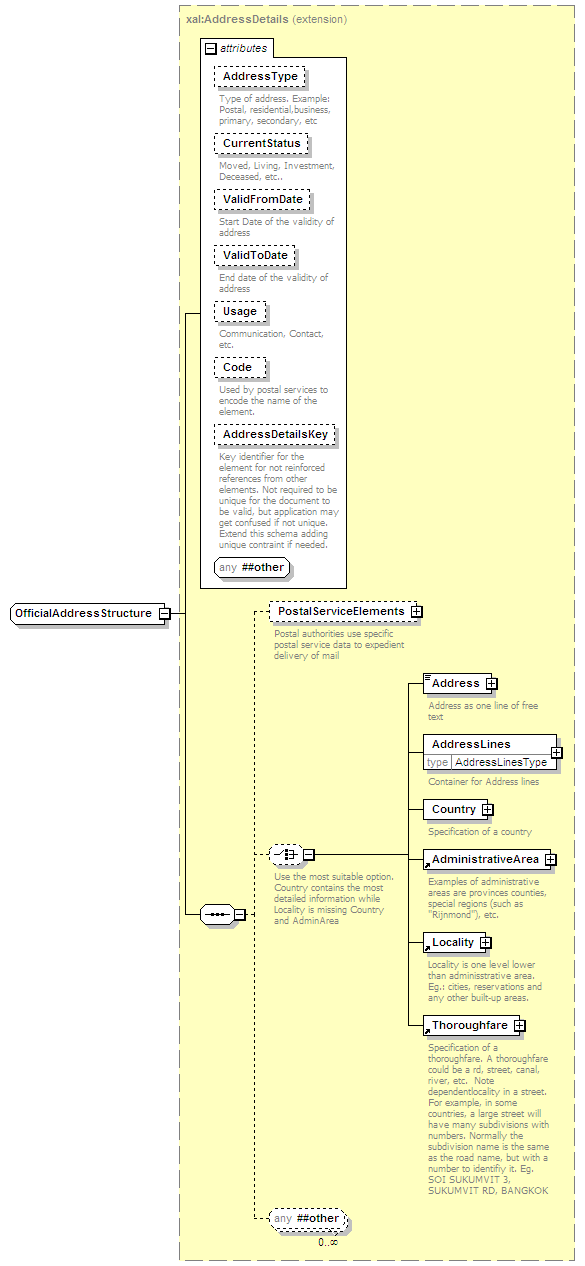 xal:AddressDetails (extension)
attributes
AddressType
Type of address. Example:
Postal, residential,business,
primary, secondary, etc
CurrentStatus
Moved, Living, Investment,
Deceased, etc..
ValidFromDate
Start Date of the validity of
address
ValidToDate
End date of the validity of
address
Usage
Communication, Contact,
etc.
Code
Used by postal services to
encode the name of the
element.
AddressDetailsKey
Key identifier for the
element for not reinforced
references from other
elements. Not required to be
unique for the document to
be valid, but application may
get confused if not unique.
Extend this schema adding
unique contraint if needed.
any ##other
OfficialAddressStructure
PostalServiceElements
Postal authorities use specific
postal service data to expedient
delivery of mail
Address
Address as one line of free
text
AddressLines
type AddressLinesType
Container for Address lines
Country
Specification of a country
Use the most suitable option.
Country contains the most
detailed information while
Locality is missing Country
and AdminArea
AdministrativeArea
Examples of administrative
areas are provinces counties,
special regions (such as
"Rijnmond"), etc.
Locality
Locality is one level lower
than adminisstrative area.
Eg.: cities, reservations and
any other built-up areas.
Thoroughfare
Specification of a
thoroughfare. A thoroughfare
could be a rd, street, canal,
river, etc.  Note
dependentlocality in a street.
For example, in some
countries, a large street will
have many subdivisions with
numbers. Normally the
subdivision name is the same
as the road name, but with a
number to identifiy it. Eg.
SOI SUKUMVIT 3,
SUKUMVIT RD, BANGKOK
any ##other
0..∞